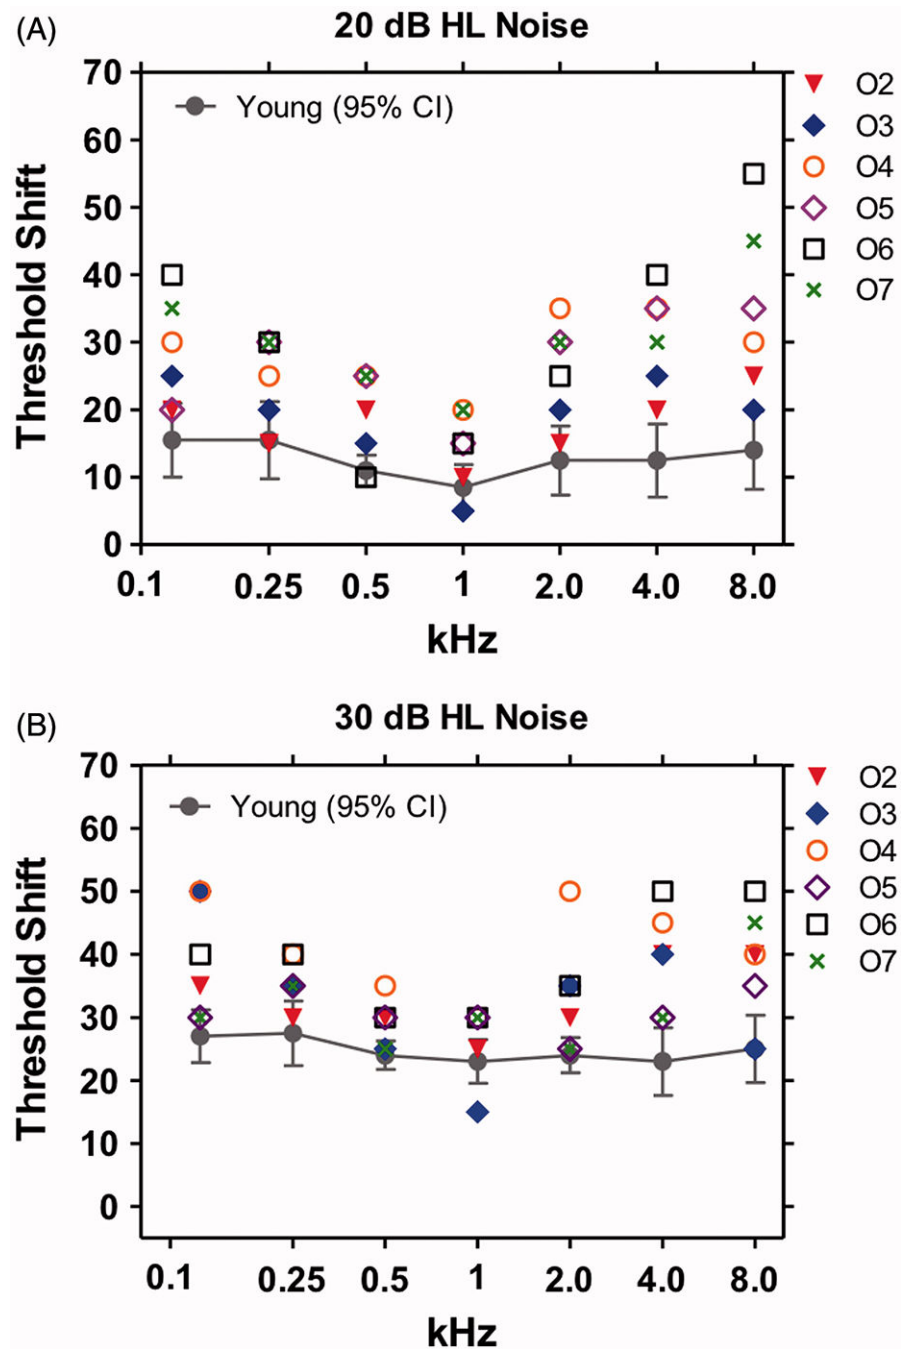 (A)
20 dB HL Noise
Threshold Shift
70
60
50
40
30
20
10
0
Young (95% CI)
O2
O3
O4
O5
O6
O7
0.1 0.25 0.5 1 2.0 4.0 8.0
kHz
(B)
30 dB HL Noise
Threshold Shift
70
60
50
40
30
20
10
0
Young (95% CI)
O2
O3
O4
O5
O6
O7
0.1 0.25 0.5 1 2.0 4.0 8.0
kHz